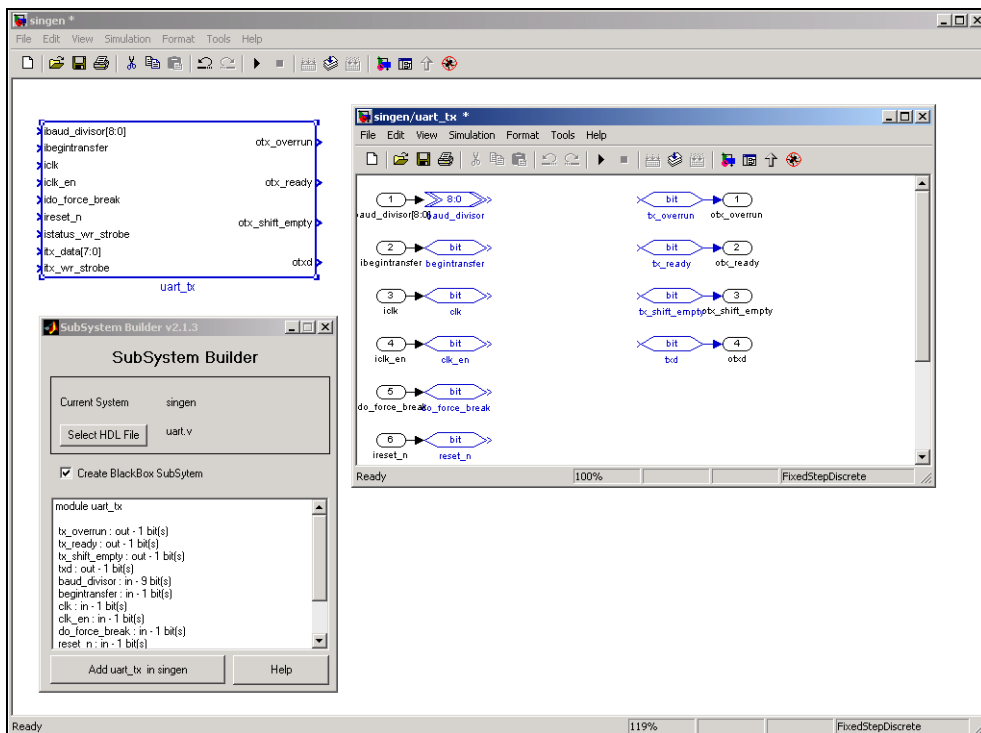 singen *
File Edit View Simulation Format Tools Help
ibaud_divisor[8:0]
ibegintransfer
iclk
iclk_en
ido_force_break
ireset_n
istatus_wr_strobe
itx_data[7:0]
itx_wr_strobe
otx_overrun
otx_ready
otx_shift_empty
otxd
uart_tx
singen/uart_tx *
File Edit View Simulation Format Tools Help
1 8:0 bit 1
baud_divisor[8:0] baud_divisor tx_overrun otx_overrun
2 bit bit 2
ibegintransfer begintransfer tx_ready otx_ready
3 bit bit 3
iclk clk tx_shift_empty otx_shift_empty
4 bit bit 4
iclk_en clk_en txd otxd
5 bit
do_force_break do_force_break
6 bit
ireset_n reset_n
Ready 100% FixedStepDiscrete
SubSystem Builder v2.1.3
SubSystem Builder
Current System singen
Select HDL File uart.v
Create BlackBox SubSytem
module uart_tx
tx_overrun : out - 1 bit(s)
tx_ready : out - 1 bit(s)
tx_shift_empty : out - 1 bit(s)
txd : out - 1 bit(s)
baud_divisor : in - 9 bit(s)
begintransfer : in - 1 bit(s)
clk : in - 1 bit(s)
clk_en : in - 1 bit(s)
do_force_break : in - 1 bit(s)
reset_n : in - 1 bit(s)
Add uart_tx in singen Help
Ready 119% FixedStepDiscrete